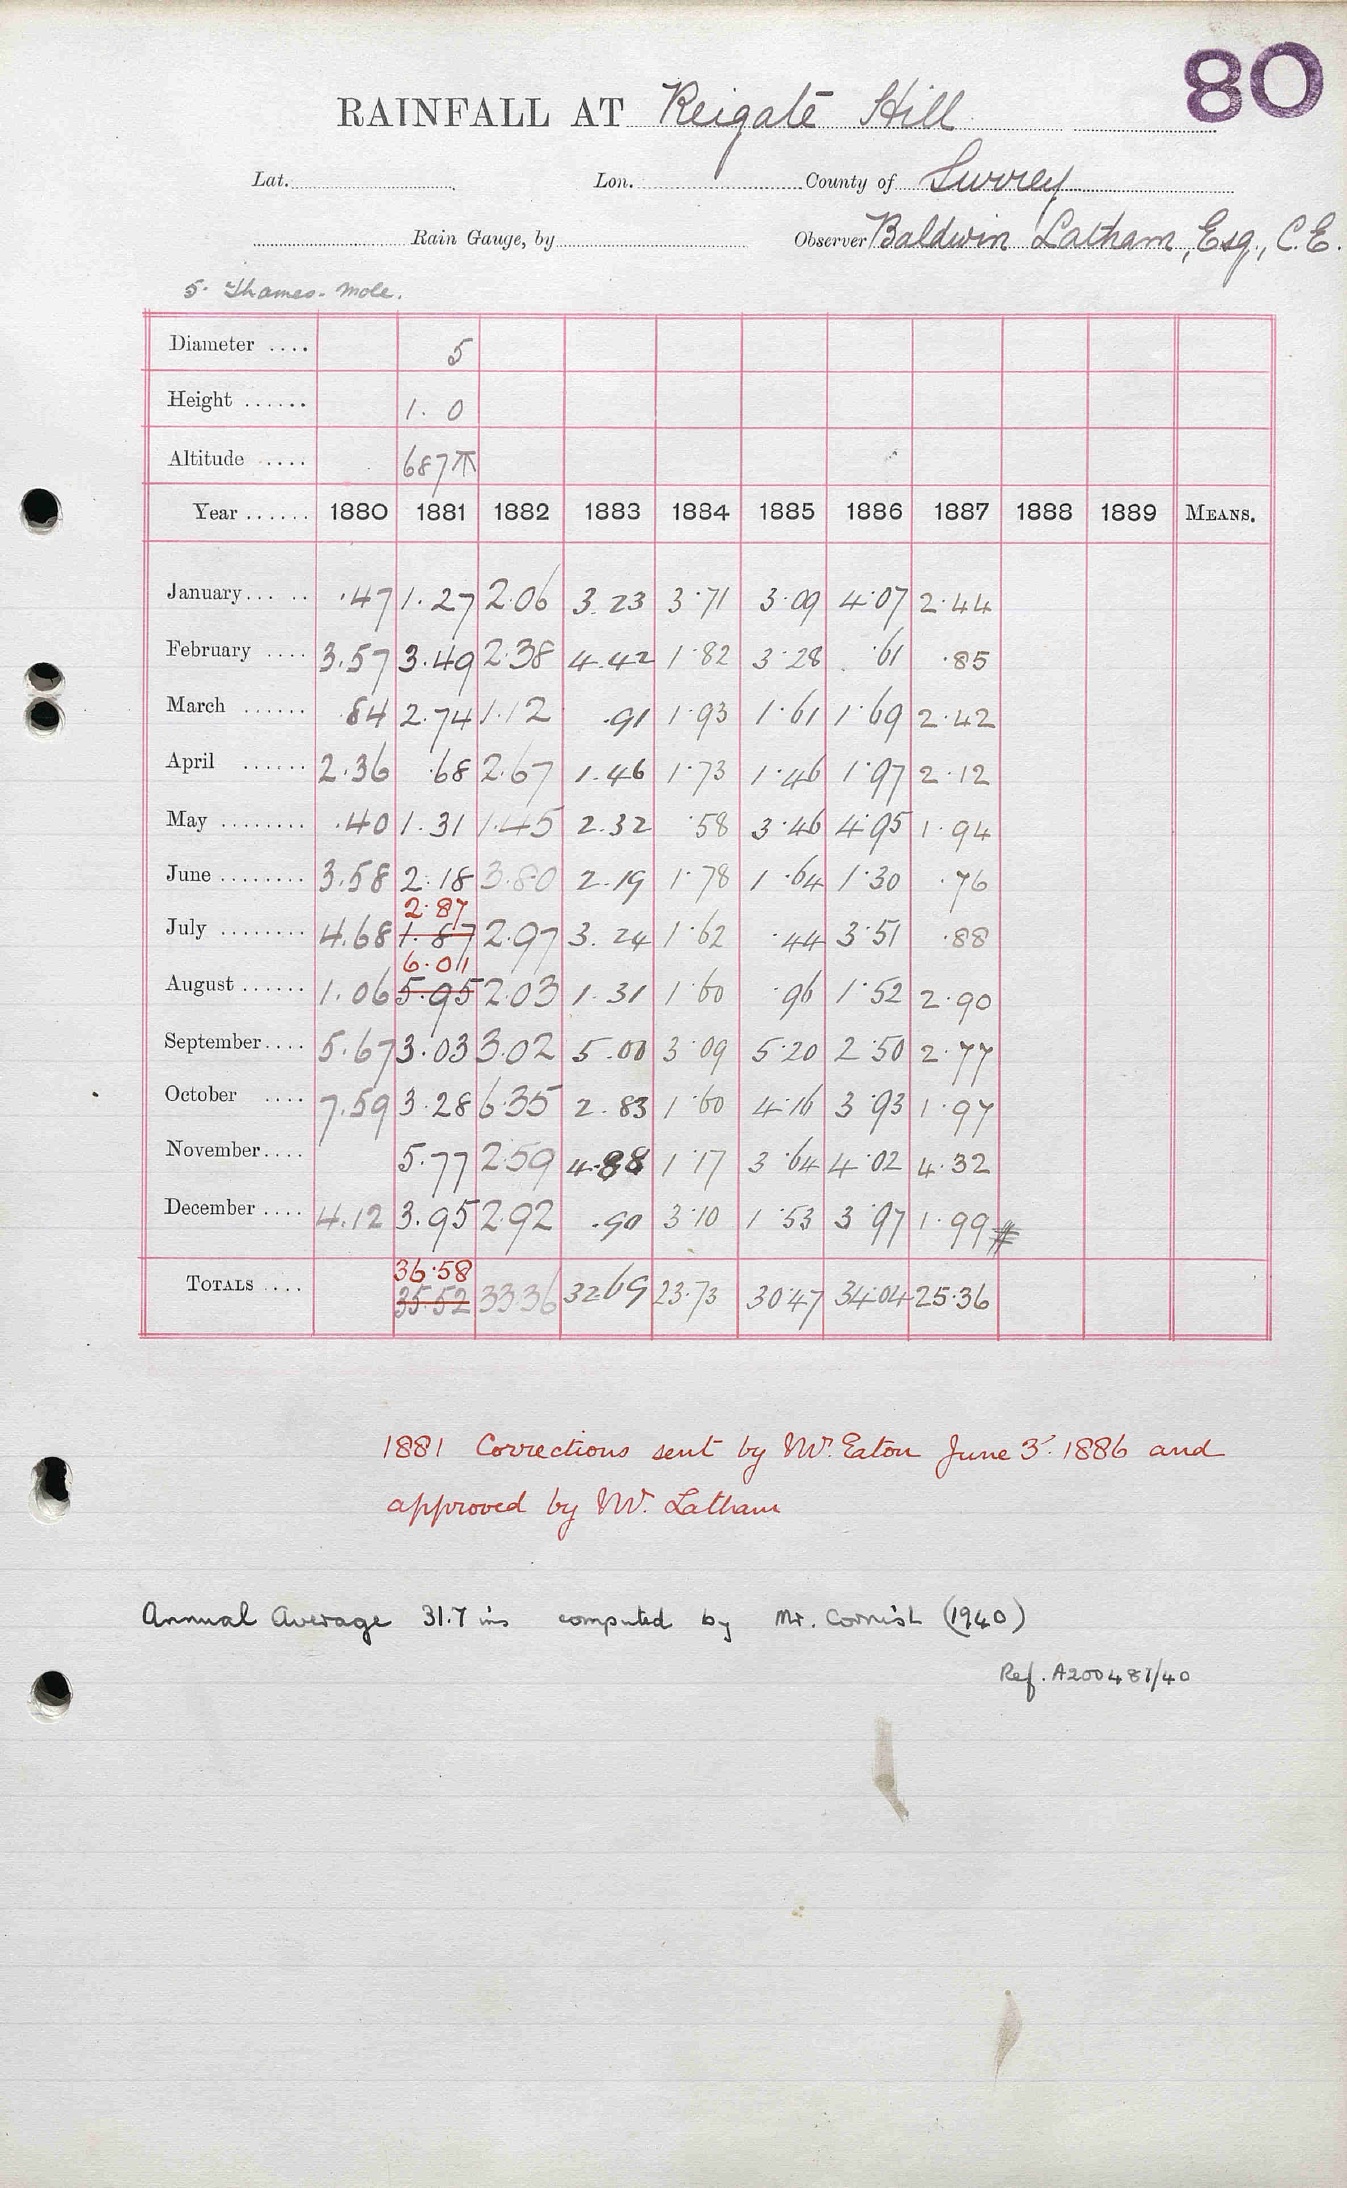 80
RAINFALL AT Reigate Hill
Lat. Lon. County of Surrey
Rain Gauge, by Observer Baldwin Latham, Esq., C.E.
5. Thames-Mole.
Diameter .... 5
Height ...... 1. 0
Altitude .... 687
Year ...... 1880 1881 1882 1883 1884 1885 1886 1887 1888 1889 MEANS.
January ... .. .47 1.27 2.06 3.23 3.71 3.09 4.07 2.44
February .... 3.57 3.49 2.38 4.42 1.82 3.28 .61 .85
March ...... .84 2.74 1.12 .91 1.93 1.61 1.69 2.42
April ...... 2.36 .68 2.67 1.46 1.73 1.46 1.97 2.12
May ........ .40 1.31 1.45 2.32 .58 3.46 4.95 1.94
June ........ 3.58 2.18 3.80 2.19 1.78 1.64 1.30 .76
2.87
July ........ 4.68 1.87 2.97 3.24 1.62 .44 3.51 .88
6.01
August ...... 1.06 5.95 2.03 1.31 1.60 .96 1.52 2.90
September .... 5.67 3.03 3.02 5.00 3.09 5.20 2.50 2.77
October .... 7.59 3.28 6.35 2.83 1.60 4.16 3.93 1.97
November .... 5.77 2.59 4.88 1.17 3.64 4.02 4.32
December .... 4.12 3.95 2.92 .90 3.10 1.53 3.97 1.99 #
36.58
TOTALS .... 35.52 33.36 32.69 23.73 30.47 34.04 25.36
1881 Corrections sent by Mr. Eaton June 3. 1886 and
approved by Mr. Latham
Annual Average 31.7 ins computed by Mr. Cornish (1940)
Ref. A200481/40